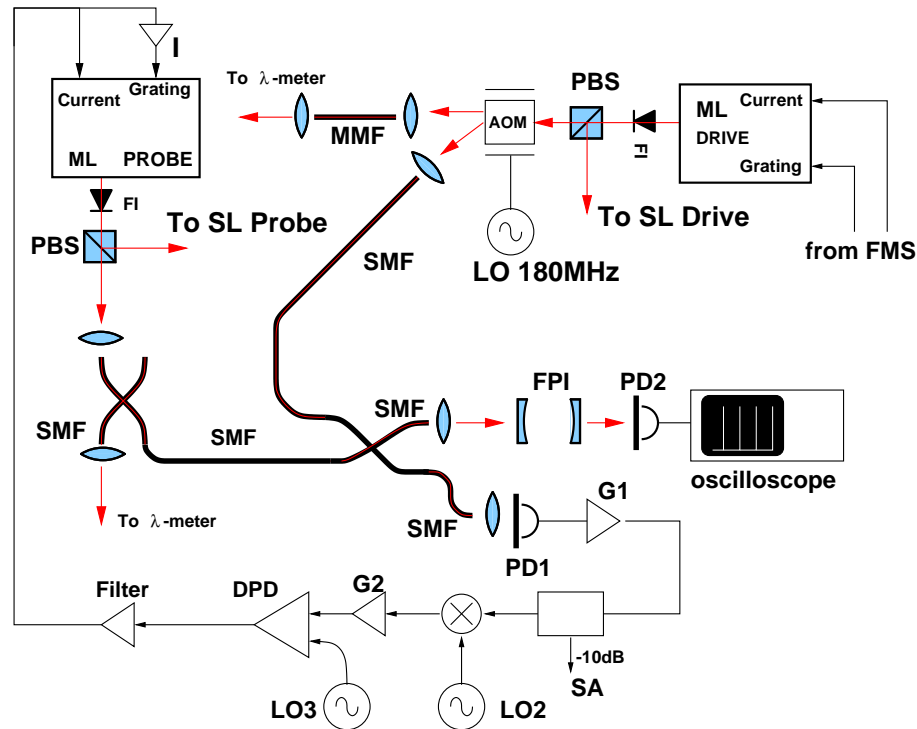 I
Current
Grating
ML PROBE
FI
PBS
To SL Probe
To λ-meter
MMF
AOM
PBS
FI
ML
DRIVE
Current
Grating
To SL Drive
from FMS
LO 180MHz
SMF
SMF
SMF
SMF
FPI
PD2
oscilloscope
To λ-meter
SMF
PD1
G1
Filter
DPD
G2
-10dB
SA
LO3
LO2